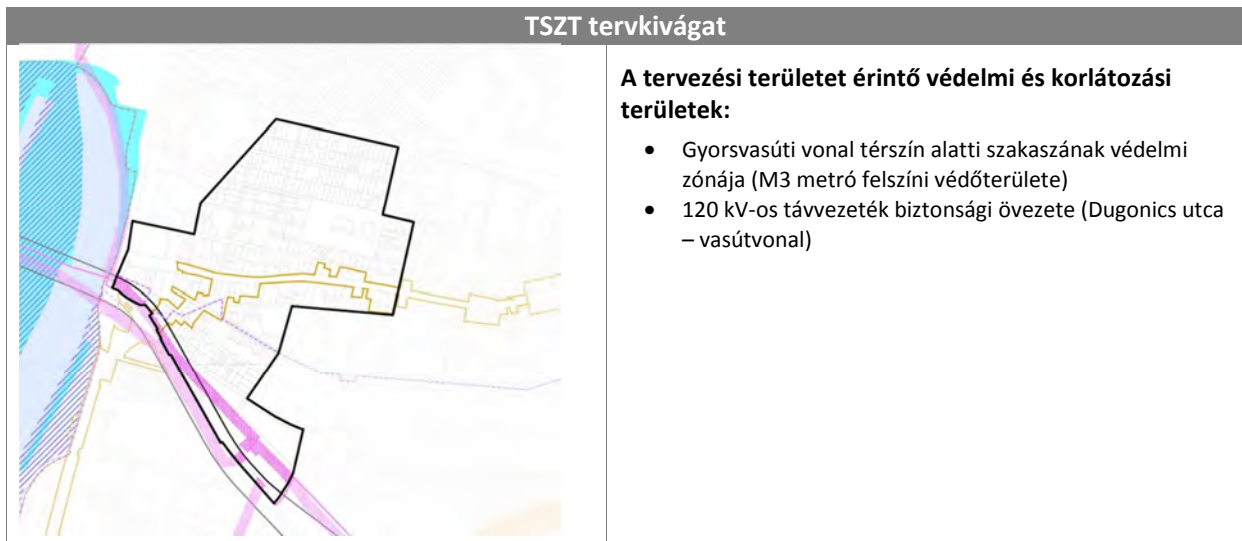 TSZT tervkivágat
A tervezési területet érintő védelmi és korlátozási
területek:
• Gyorsvasúti vonal térszín alatti szakaszának védelmi
zónája (M3 metró felszíni védőterülete)
• 120 kV-os távvezeték biztonsági övezete (Dugonics utca
– vasútvonal)